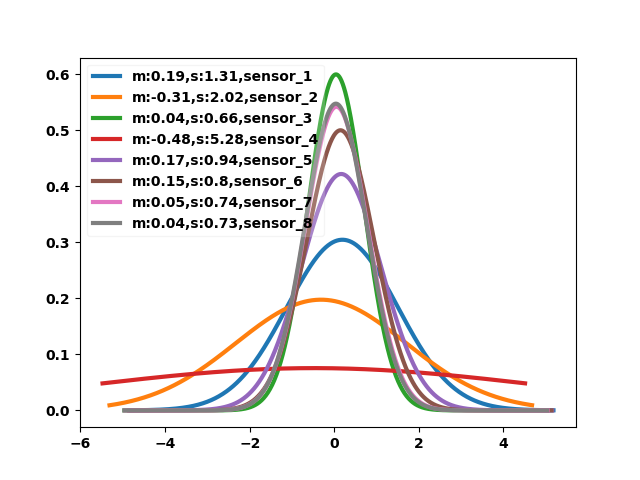 0.6
0.5
0.4
0.3
0.2
0.1
0.0
m:0.19,s:1.31,sensor_1
m:-0.31,s:2.02,sensor_2
m:0.04,s:0.66,sensor_3
m:-0.48,s:5.28,sensor_4
m:0.17,s:0.94,sensor_5
m:0.15,s:0.8,sensor_6
m:0.05,s:0.74,sensor_7
m:0.04,s:0.73,sensor_8
−6 −4 −2 0 2 4